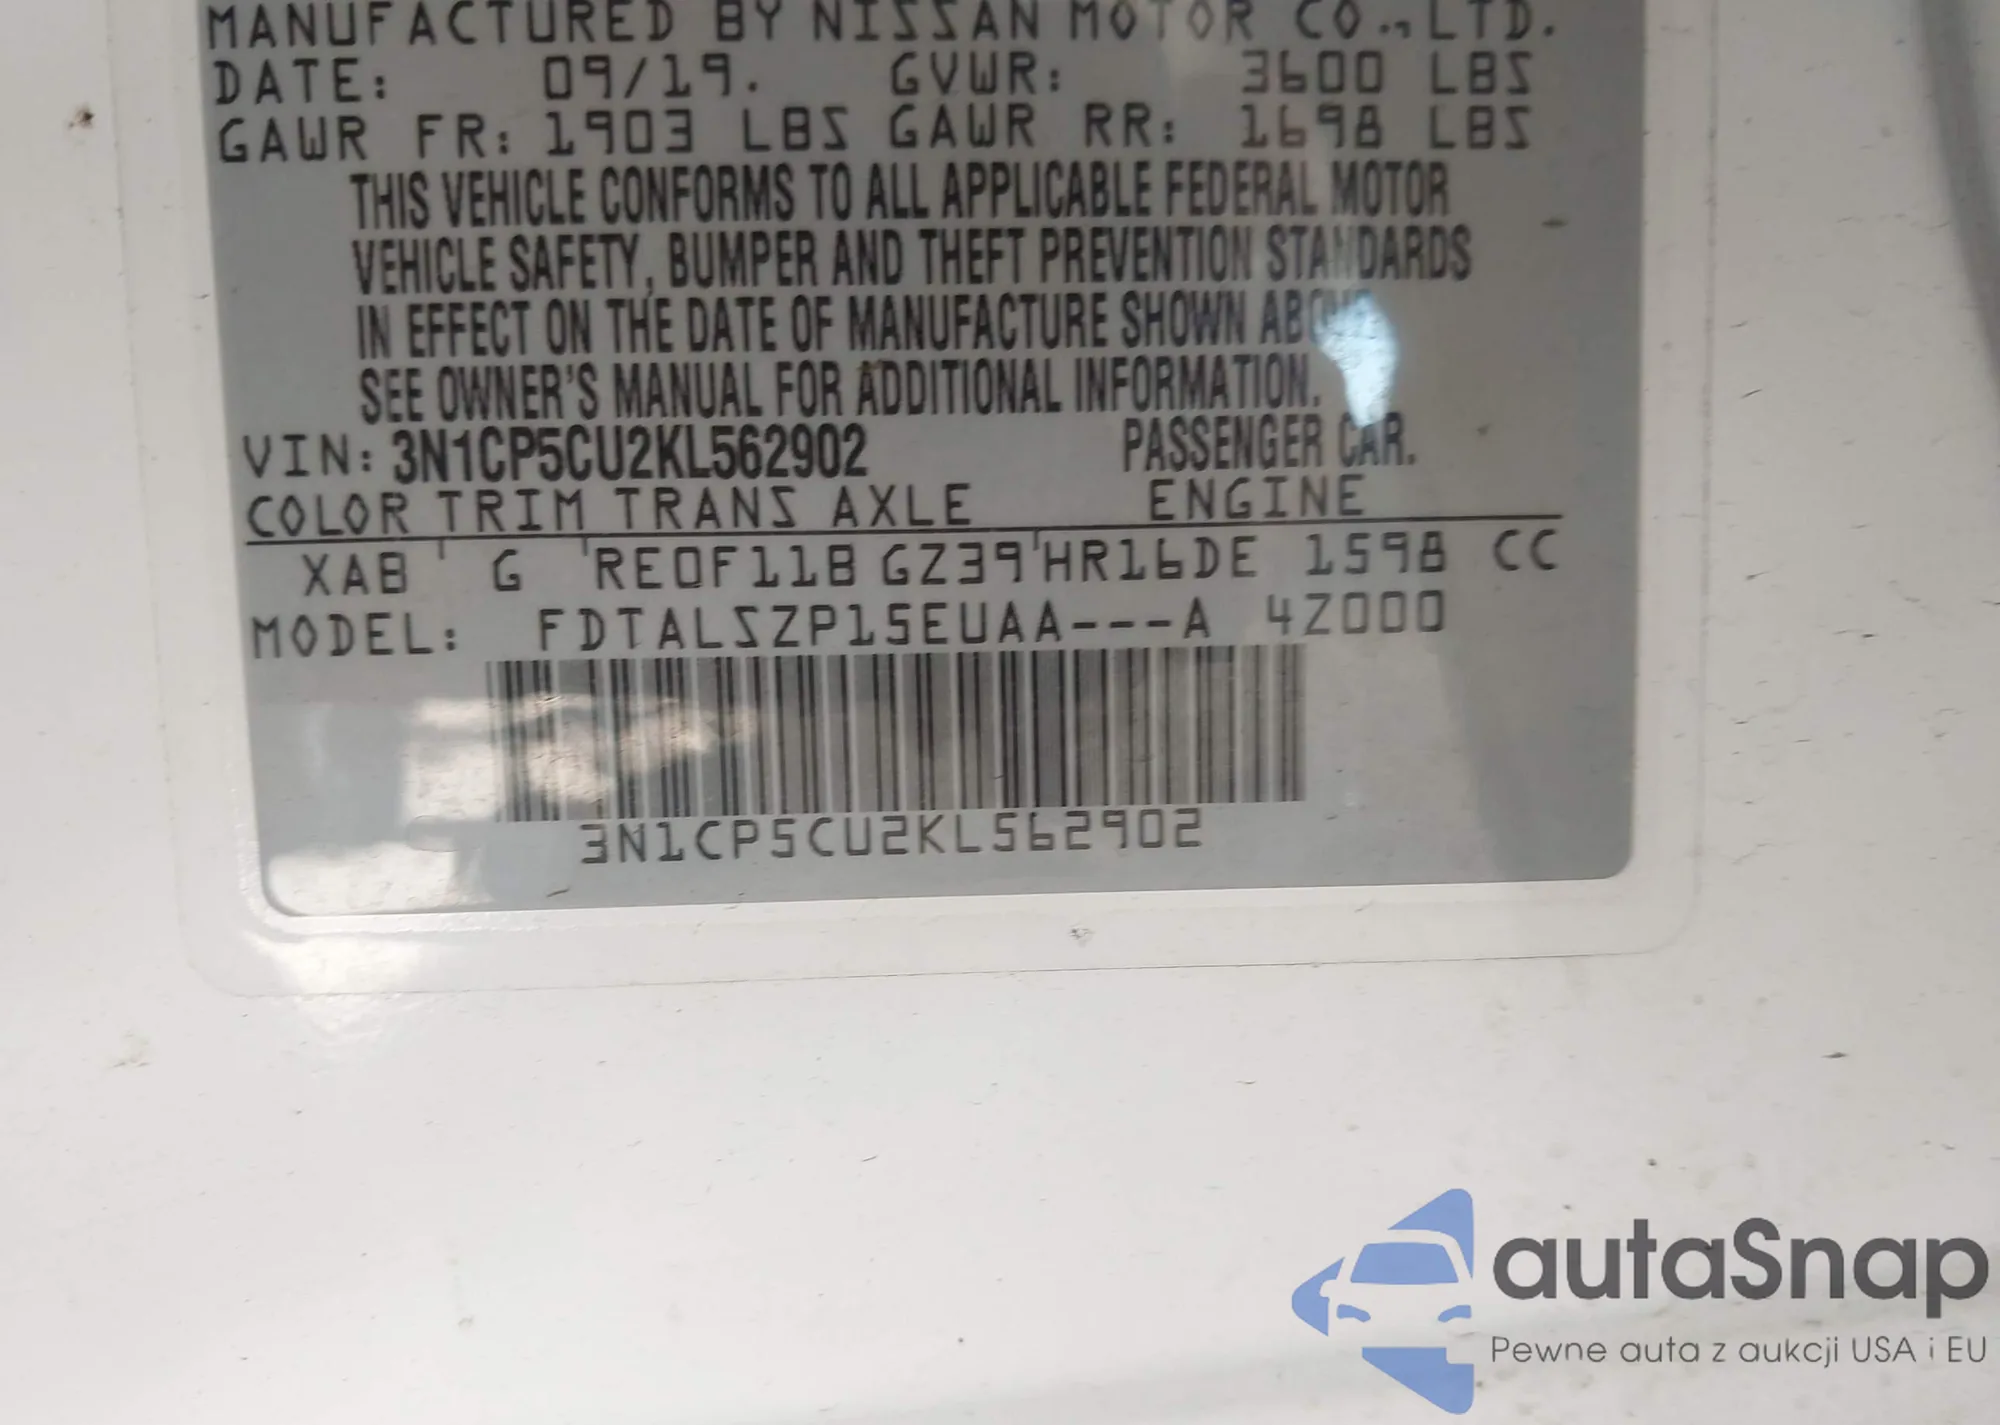 MANUFACTURED BY NISSAN MOTOR CO., LTD.
DATE: 09/19. GVWR: 3600 LBS
GAWR FR: 1903 LBS GAWR RR: 1698 LBS
THIS VEHICLE CONFORMS TO ALL APPLICABLE FEDERAL MOTOR
VEHICLE SAFETY, BUMPER AND THEFT PREVENTION STANDARDS
IN EFFECT ON THE DATE OF MANUFACTURE SHOWN ABOVE.
SEE OWNER'S MANUAL FOR ADDITIONAL INFORMATION.
VIN: 3N1CP5CU2KL562902 PASSENGER CAR.
COLOR TRIM TRANS AXLE ENGINE
XAB G RE0F11B GZ39 HR16DE 1598 CC
MODEL: FDTALSZP15EUAA---A 4Z000
3N1CP5CU2KL562902
autaSnap
Pewne auta z aukcji USA i EU